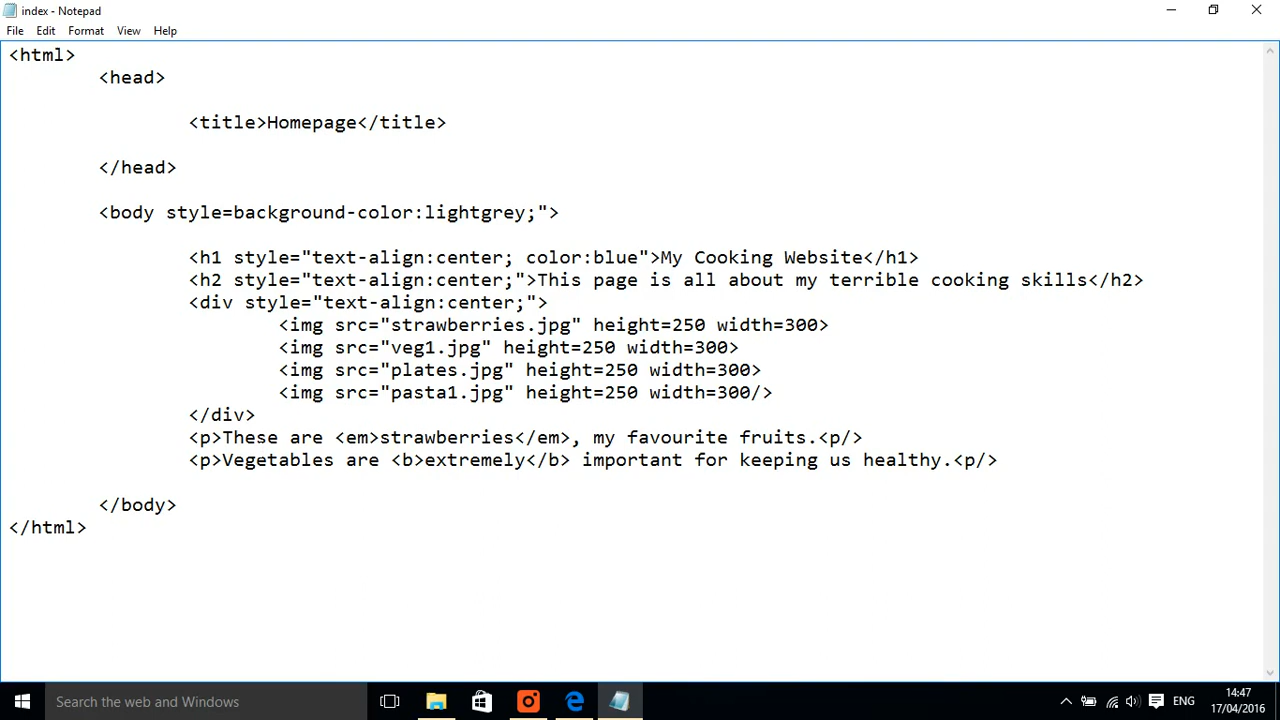 index - Notepad
File Edit Format View Help
<html>
<head>
<title>Homepage</title>
</head>
<body style=background-color:lightgrey;">
<h1 style="text-align:center; color:blue">My Cooking Website</h1>
<h2 style="text-align:center;">This page is all about my terrible cooking skills</h2>
<div style="text-align:center;">
<img src="strawberries.jpg" height=250 width=300>
<img src="veg1.jpg" height=250 width=300>
<img src="plates.jpg" height=250 width=300>
<img src="pasta1.jpg" height=250 width=300/>
</div>
<p>These are <em>strawberries</em>, my favourite fruits.<p/>
<p>Vegetables are <b>extremely</b> important for keeping us healthy.<p/>
</body>
</html>
Search the web and Windows
ENG
14:47
17/04/2016